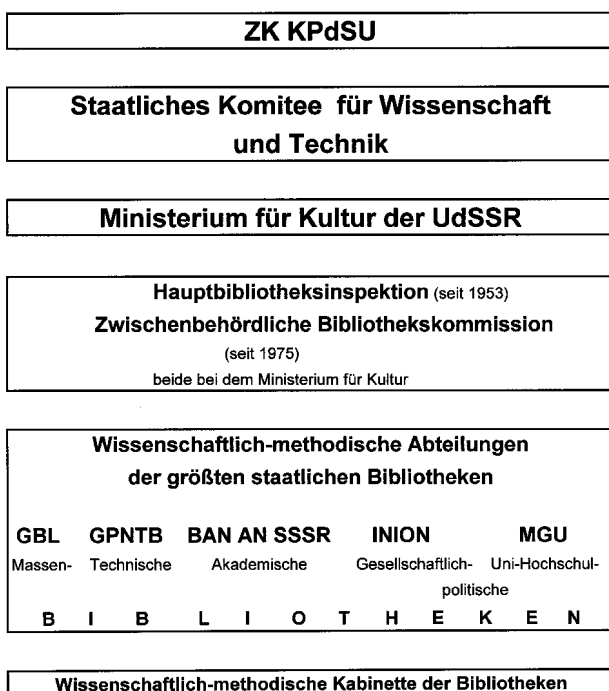 ZK KPdSU
Staatliches Komitee für Wissenschaft
und Technik
Ministerium für Kultur der UdSSR
Hauptbibliotheksinspektion (seit 1953)
Zwischenbehördliche Bibliothekskommission
(seit 1975)
beide bei dem Ministerium für Kultur
Wissenschaftlich-methodische Abteilungen
der größten staatlichen Bibliotheken
GBL GPNTB BAN AN SSSR INION MGU
Massen- Technische Akademische Gesellschaftlich- Uni-Hochschul-
politische
B I B L I O T H E K E N
Wissenschaftlich-methodische Kabinette der Bibliotheken